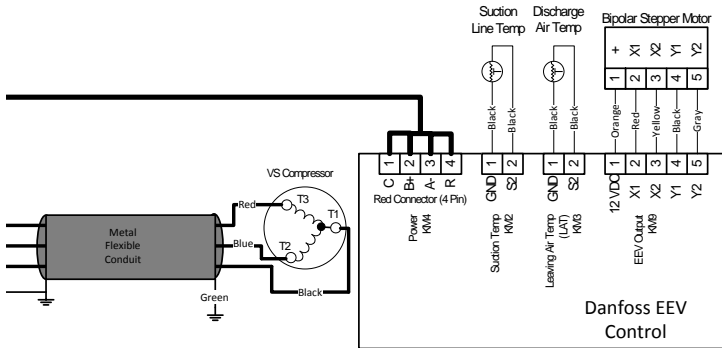 Suction
Line Temp
Discharge
Air Temp
Bipolar Stepper Motor
+
X1
X2
Y1
Y2
1
2
3
4
5
Black
Black
Black
Black
Orange
Red
Yellow
Black
Gray
1
2
3
4
1
2
1
2
1
2
3
4
5
C
B+
A-
R
GND
S2
GND
S2
12 VDC
X1
X2
Y1
Y2
Red Connector (4 Pin)
Power
KM4
Suction Temp
KM2
Leaving Air Temp
(LAT)
KM3
EEV Output
KM9
VS Compressor
Red
T3
T1
Blue
T2
Black
Green
Metal
Flexible
Conduit
Danfoss EEV
Control